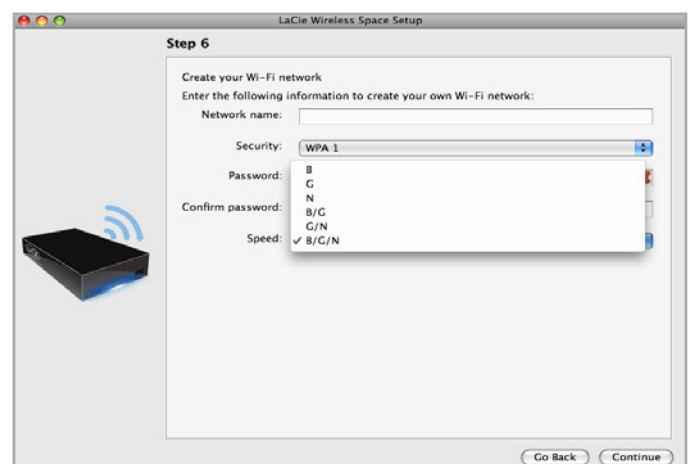 LaCie Wireless Space Setup
Step 6
Create your Wi-Fi network
Enter the following information to create your own Wi-Fi network:
Network name:
Security: WPA 1
Password:
B
G
N
B/G
G/N
Confirm password:
Speed: ✓ B/G/N
Go Back Continue